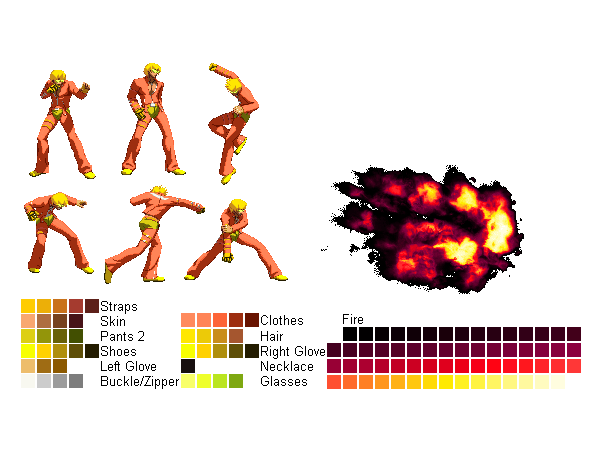 Fire
Straps
Skin
Clothes
Pants 2
Hair
Shoes
Right Glove
Left Glove
Necklace
Buckle/Zipper
Glasses